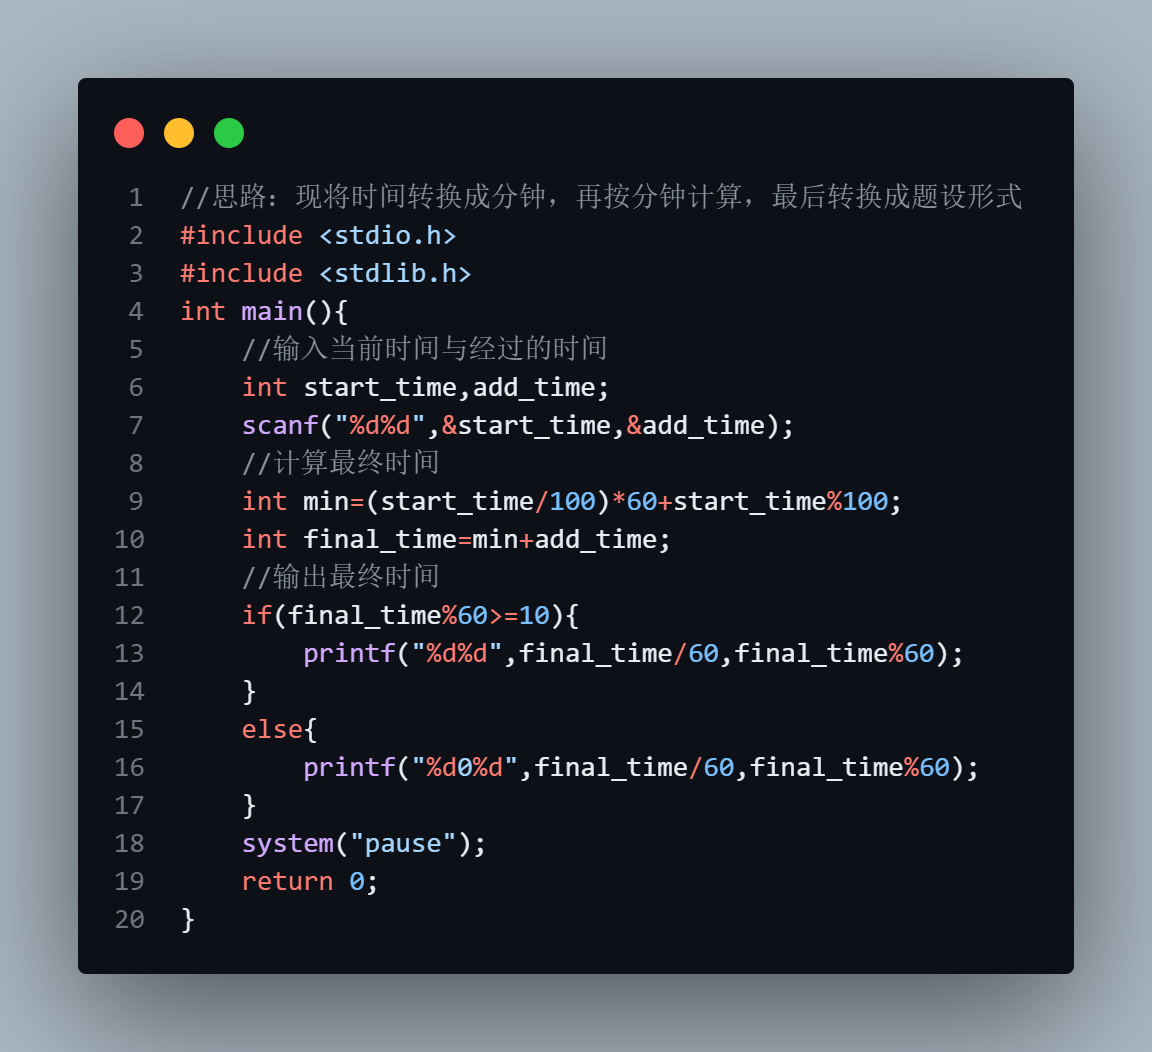 1 //思路：现将时间转换成分钟，再按分钟计算，最后转换成题设形式
2 #include <stdio.h>
3 #include <stdlib.h>
4 int main(){
5     //输入当前时间与经过的时间
6     int start_time,add_time;
7     scanf("%d%d",&start_time,&add_time);
8     //计算最终时间
9     int min=(start_time/100)*60+start_time%100;
10     int final_time=min+add_time;
11     //输出最终时间
12     if(final_time%60>=10){
13         printf("%d%d",final_time/60,final_time%60);
14     }
15     else{
16         printf("%d0%d",final_time/60,final_time%60);
17     }
18     system("pause");
19     return 0;
20 }